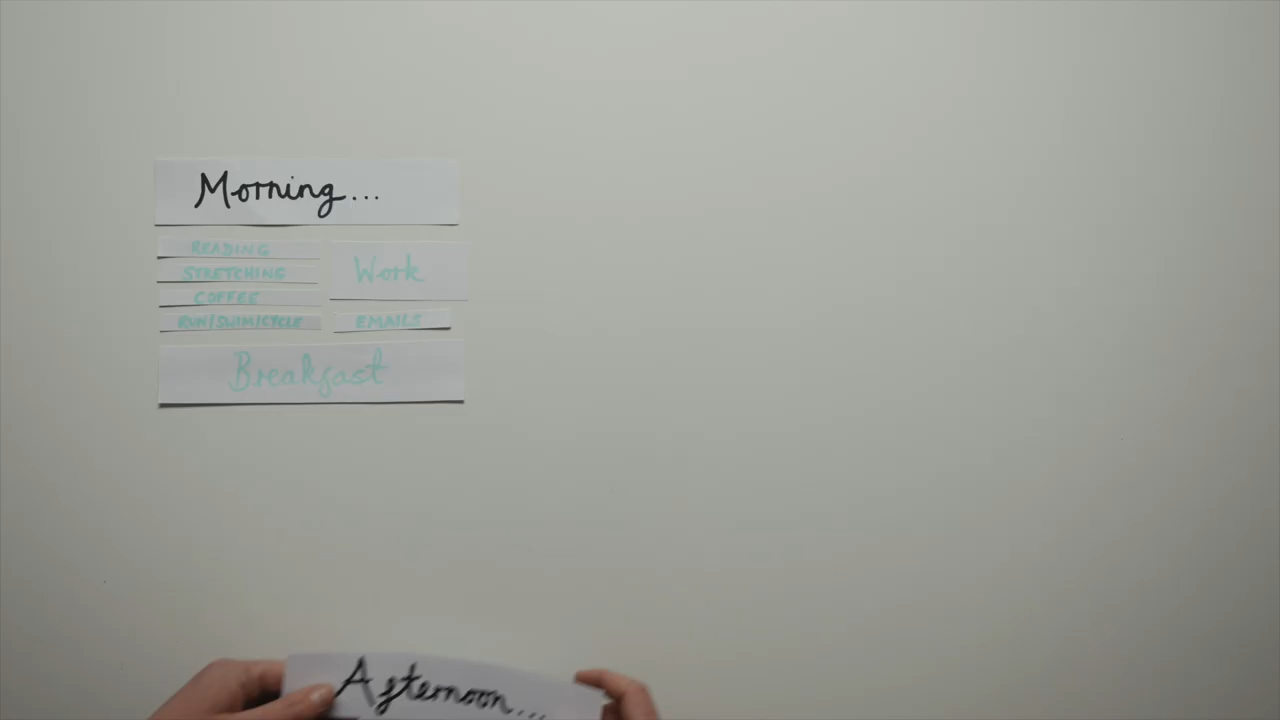 Morning...
READING
STRETCHING
COFFEE
RUN/SWIM/CYCLE
Work
EMAILS
Breakfast
Afternoon...